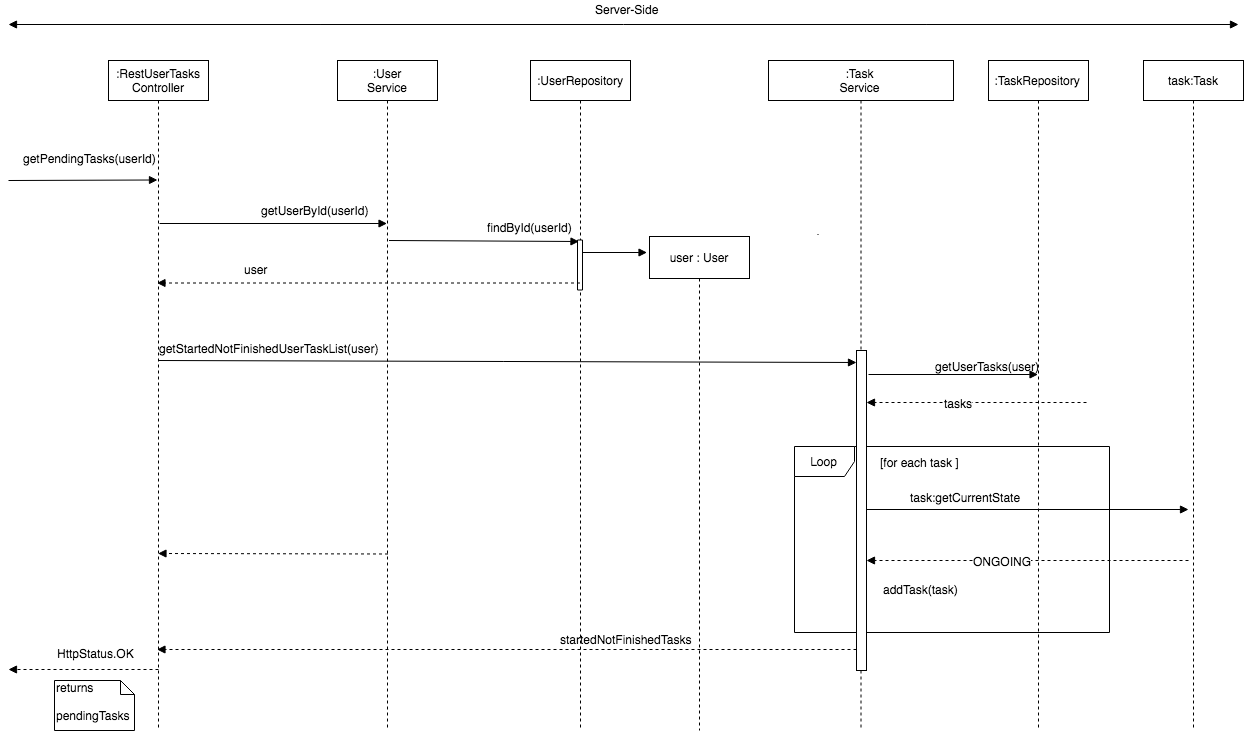 Server-Side
:RestUserTasks
Controller
:User
Service
:UserRepository
:Task
Service
:TaskRepository
task:Task
getPendingTasks(userId)
getUserById(userId)
findById(userId)
user : User
user
getStartedNotFinishedUserTaskList(user)
getUserTasks(user)
tasks
Loop
[for each task ]
task:getCurrentState
ONGOING
addTask(task)
startedNotFinishedTasks
HttpStatus.OK
returns
pendingTasks